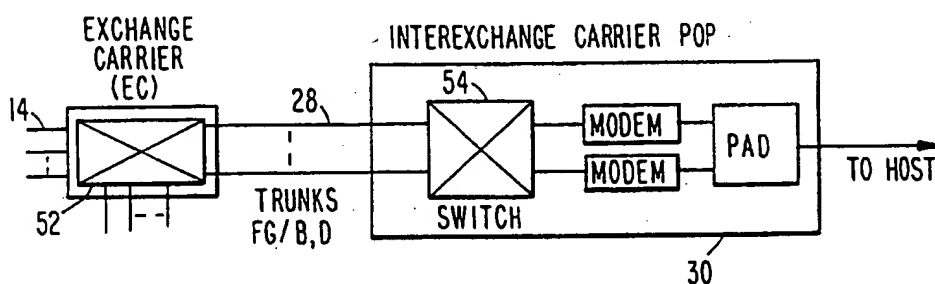 EXCHANGE
CARRIER
(EC)
INTEREXCHANGE CARRIER POP
14
28
54
MODEM
MODEM
PAD
TO HOST
52
TRUNKS
FG/B,D
SWITCH
30